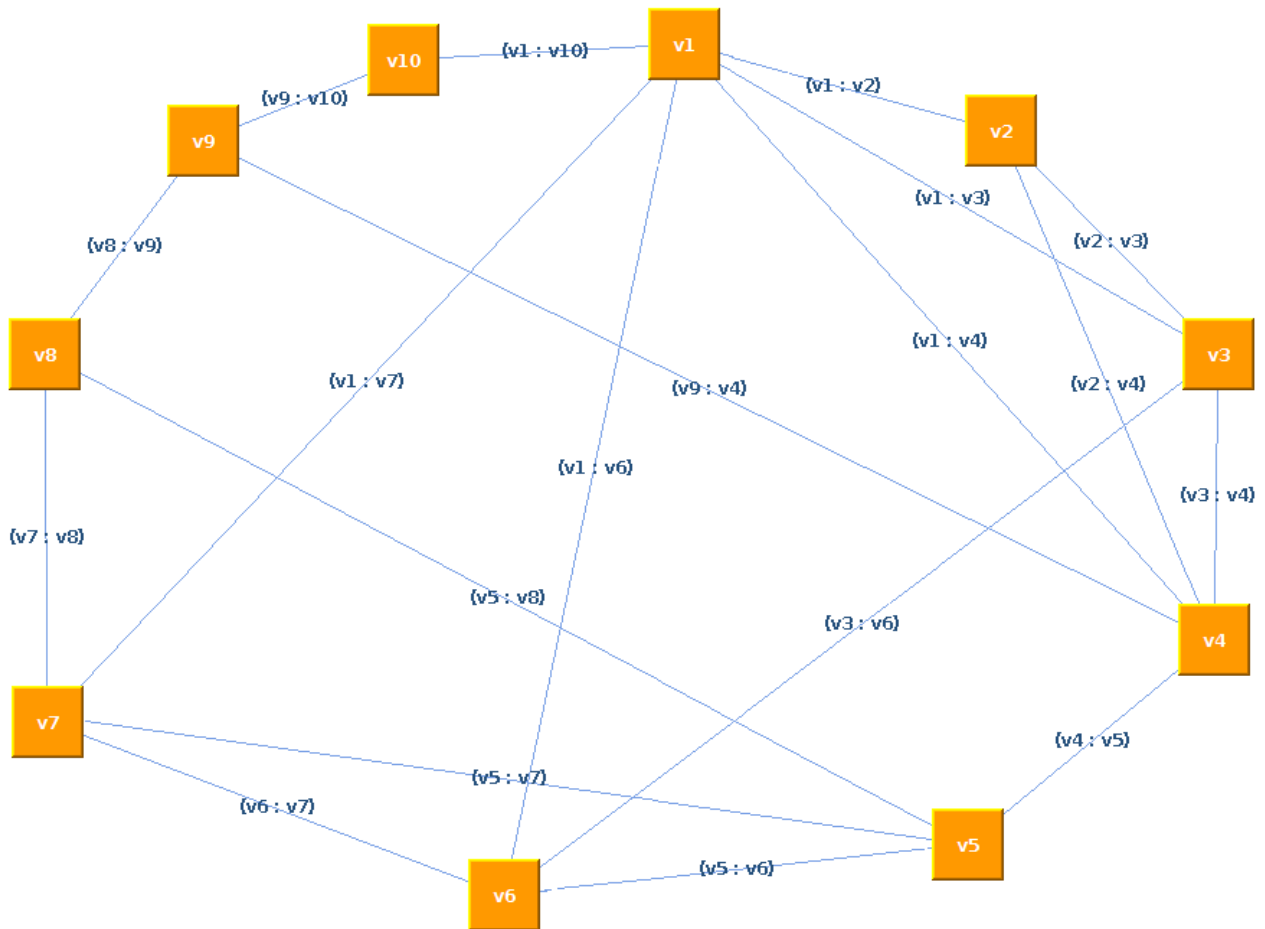 v1
v10
(v1 : v10)
(v1 : v2)
(v9 : v10)
v2
v9
(v1 : v3)
(v2 : v3)
(v8 : v9)
(v1 : v4)
v8
v3
(v1 : v7)
(v9 : v4)
(v2 : v4)
(v1 : v6)
(v3 : v4)
(v7 : v8)
(v5 : v8)
(v3 : v6)
v4
v7
(v4 : v5)
(v5 : v7)
(v6 : v7)
v5
(v5 : v6)
v6